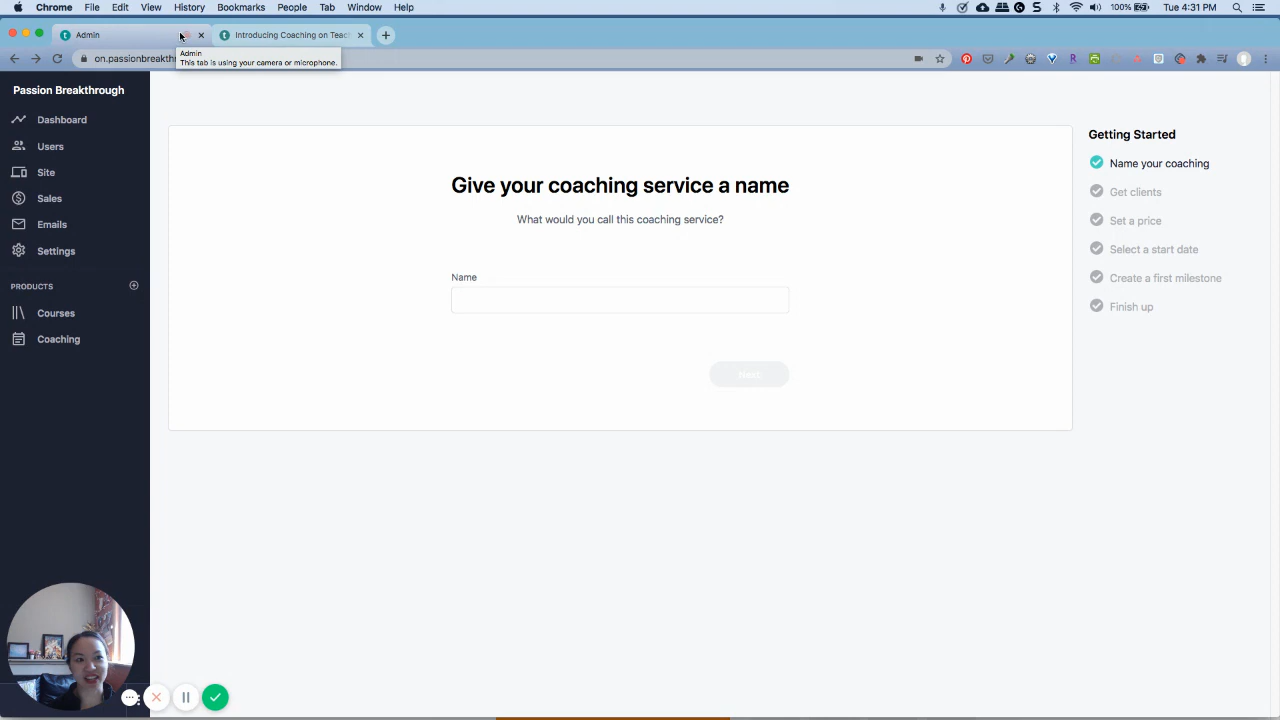 Chrome File Edit View History Bookmarks People Tab Window Help
100% Tue 4:31 PM
Admin
Introducing Coaching on Teac
Admin
This tab is using your camera or microphone.
on.passionbreakth
Passion Breakthrough
Dashboard
Users
Site
Sales
Emails
Settings
PRODUCTS
Courses
Coaching
Give your coaching service a name
What would you call this coaching service?
Name
Next
Getting Started
Name your coaching
Get clients
Set a price
Select a start date
Create a first milestone
Finish up